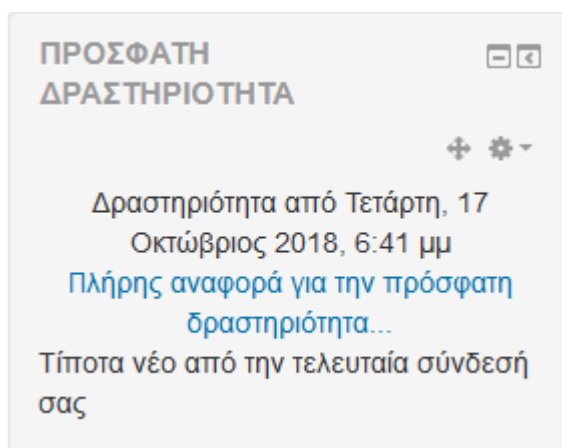 ΠΡΟΣΦΑΤΗ
ΔΡΑΣΤΗΡΙΟΤΗΤΑ
Δραστηριότητα από Τετάρτη, 17
Οκτώβριος 2018, 6:41 μμ
Πλήρης αναφορά για την πρόσφατη
δραστηριότητα...
Τίποτα νέο από την τελευταία σύνδεσή
σας